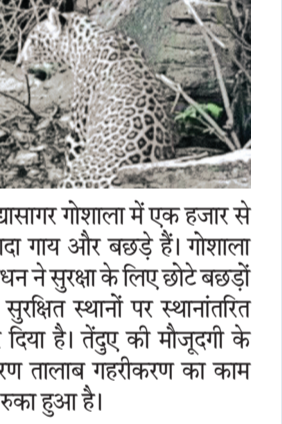 द्यासागर गोशाला में एक हजार से
दा गाय और बछड़े हैं। गोशाला
धन ने सुरक्षा के लिए छोटे बछड़ों
सुरक्षित स्थानों पर स्थानांतरित
दिया है। तेंदुए की मौजूदगी के
रण तालाब गहरीकरण का काम
रुका हुआ है।